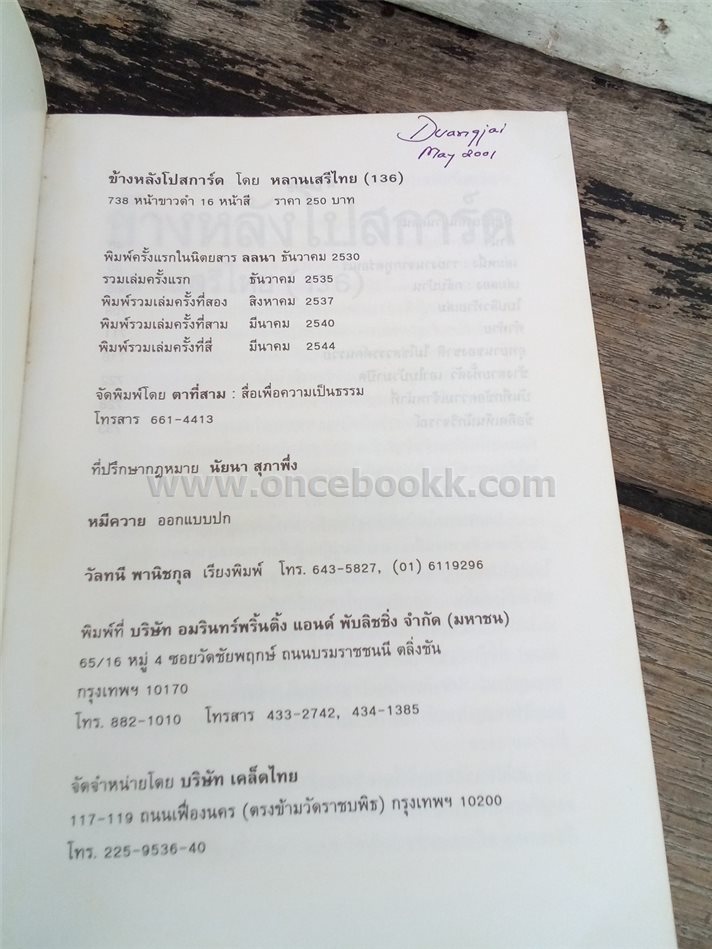 Duangjai
May 2001
ข้างหลังโปสการ์ด โดย หลานเสรีไทย (136)
738 หน้าขาวดำ 16 หน้าสี ราคา 250 บาท
พิมพ์ครั้งแรกในนิตยสาร ลลนา ธันวาคม 2530
รวมเล่มครั้งแรก ธันวาคม 2535
พิมพ์รวมเล่มครั้งที่สอง สิงหาคม 2537
พิมพ์รวมเล่มครั้งที่สาม มีนาคม 2540
พิมพ์รวมเล่มครั้งที่สี่ มีนาคม 2544
จัดพิมพ์โดย ตาที่สาม : สื่อเพื่อความเป็นธรรม
โทรสาร 661-4413
ที่ปรึกษากฎหมาย นัยนา สุภาพึ่ง
www.oncebookk.com
หมีควาย ออกแบบปก
วัลทนี พานิชกุล เรียงพิมพ์ โทร. 643-5827, (01) 6119296
พิมพ์ที่ บริษัท อมรินทร์พริ้นติ้ง แอนด์ พับลิชชิ่ง จำกัด (มหาชน)
65/16 หมู่ 4 ซอยวัดชัยพฤกษ์ ถนนบรมราชชนนี ตลิ่งชัน
กรุงเทพฯ 10170
โทร. 882-1010 โทรสาร 433-2742, 434-1385
จัดจำหน่ายโดย บริษัท เคล็ดไทย
117-119 ถนนเฟื่องนคร (ตรงข้ามวัดราชบพิธ) กรุงเทพฯ 10200
โทร. 225-9536-40